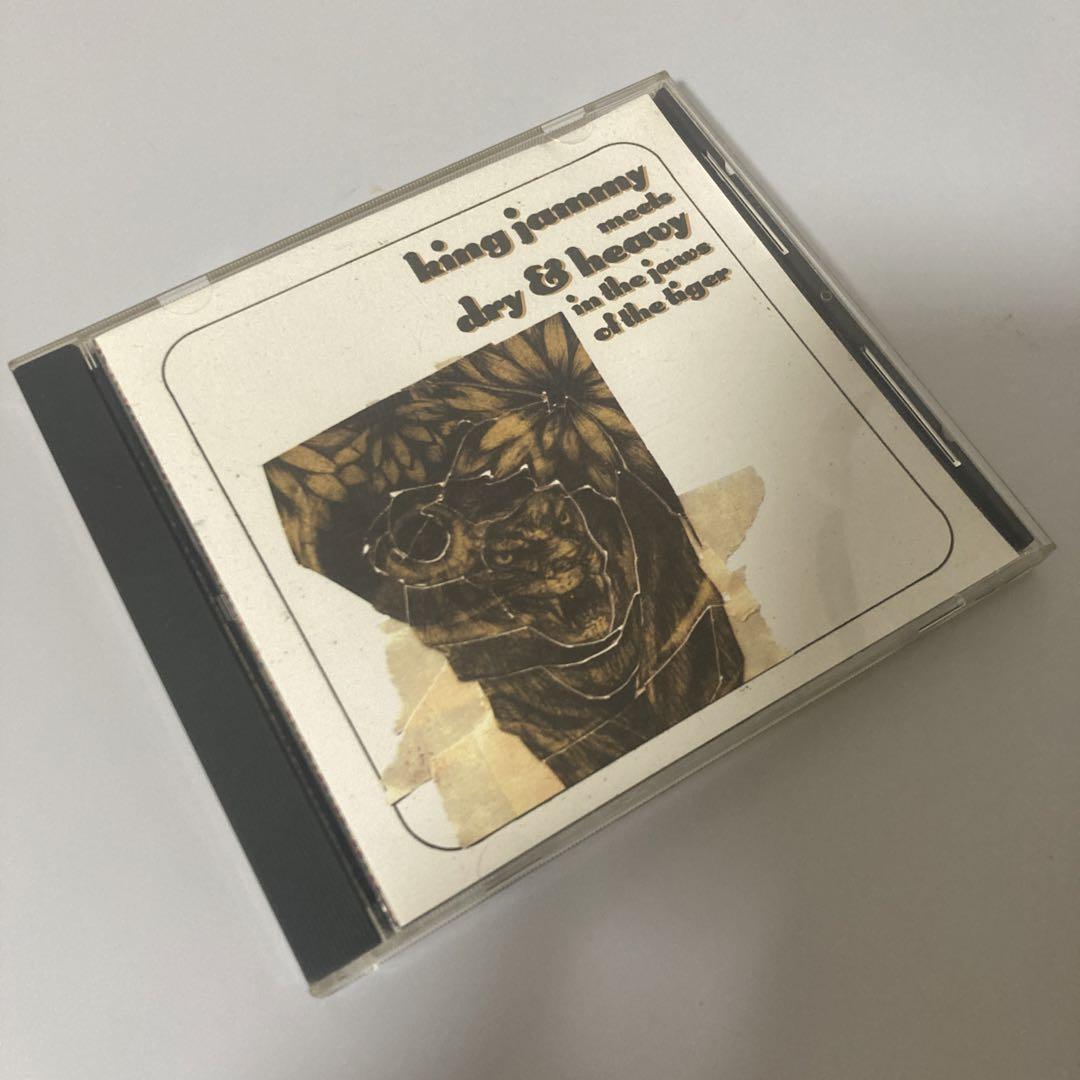 king jammy
meets
dry & heavy
in the jaws
of the tiger